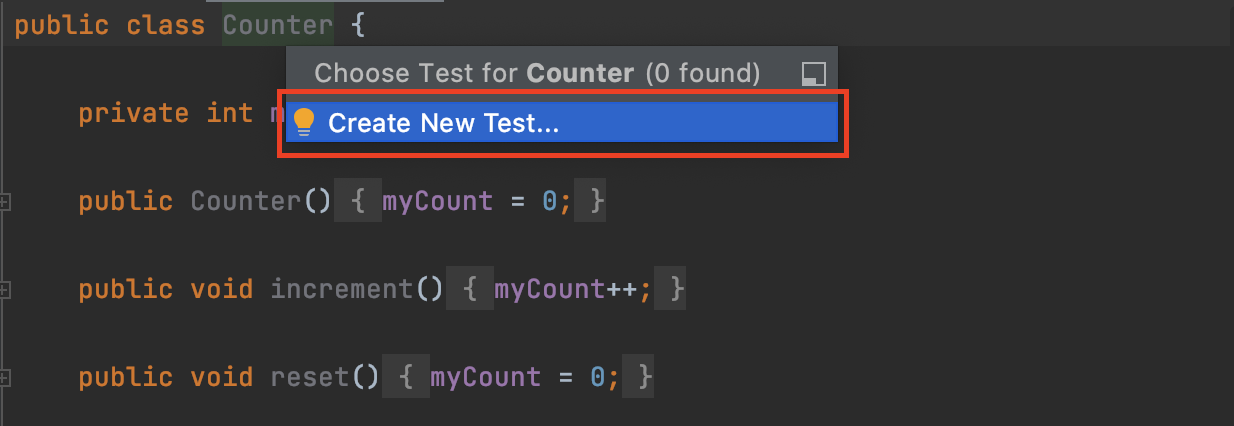 public class Counter {
Choose Test for Counter (0 found)
private int m
Create New Test...
public Counter() { myCount = 0; }
public void increment() { myCount++; }
public void reset() { myCount = 0; }